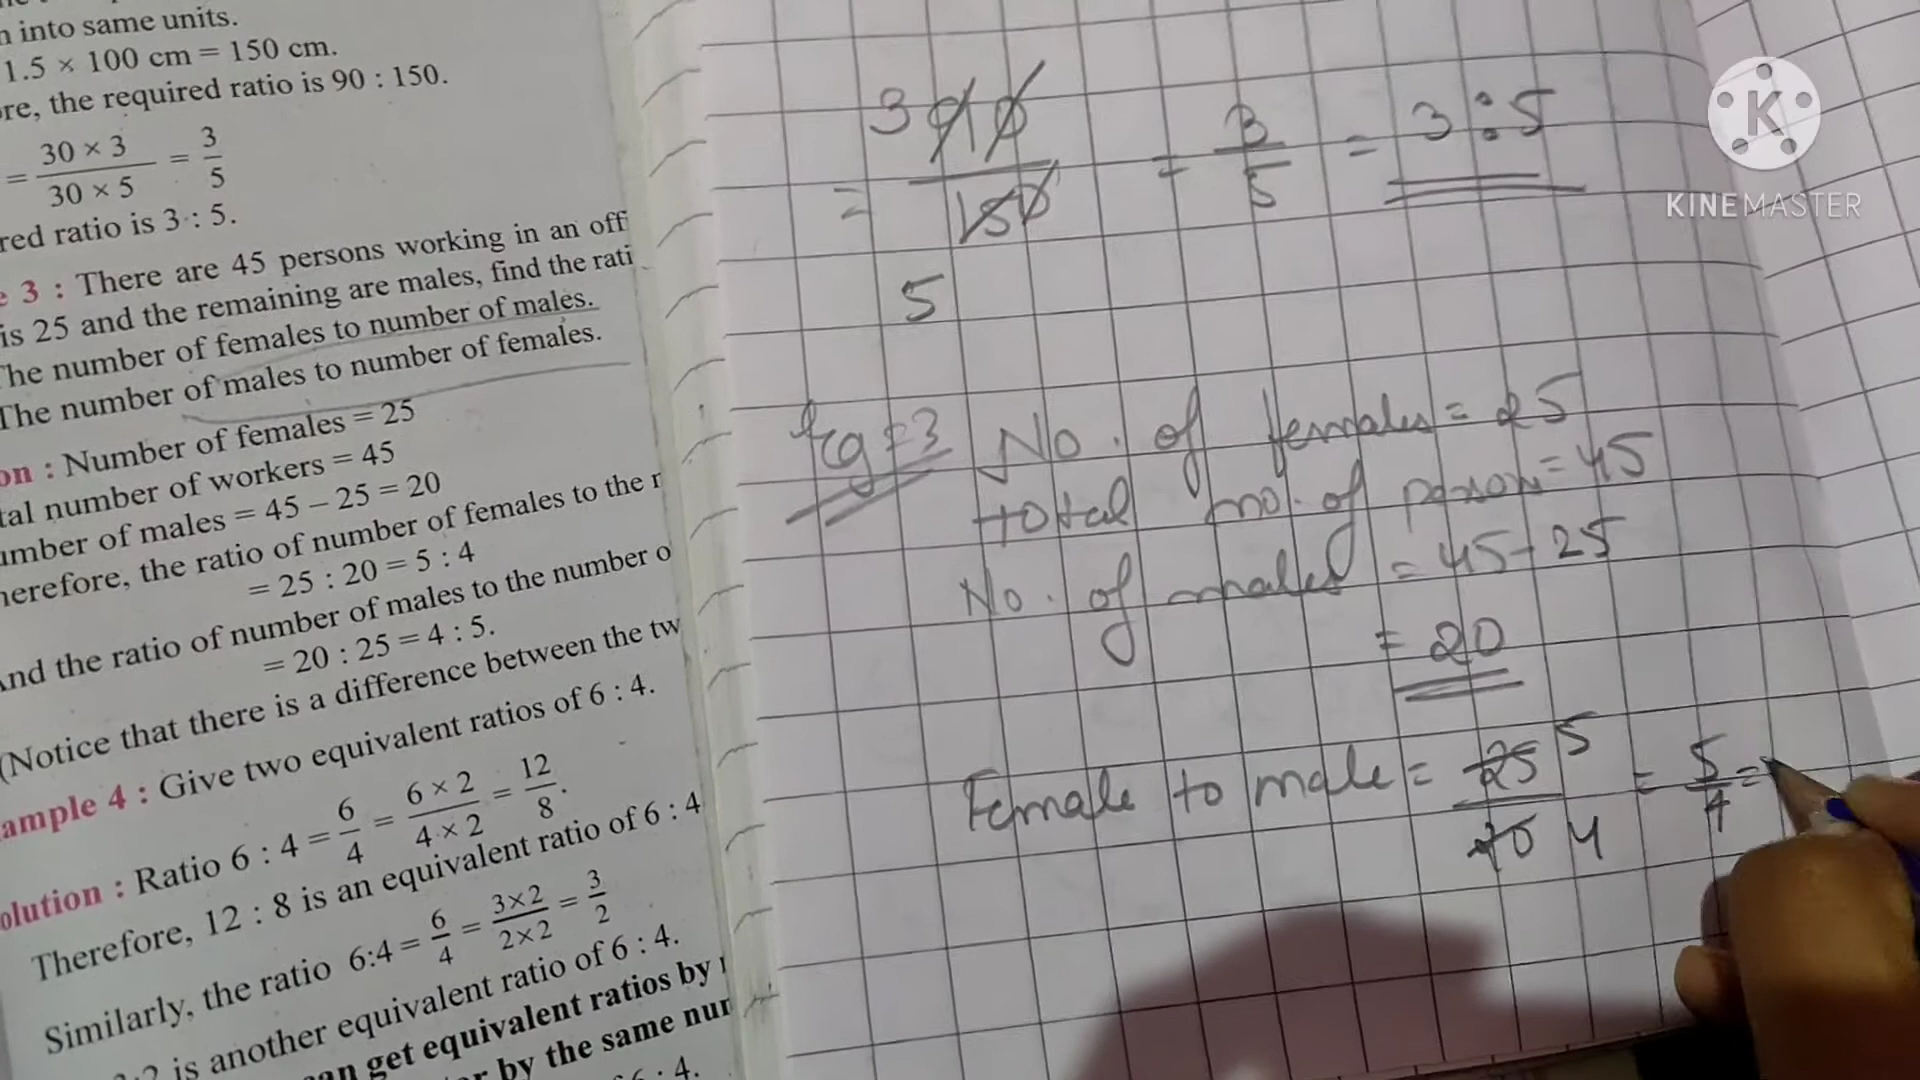 n into same units.
1.5 × 100 cm = 150 cm.
re, the required ratio is 90 : 150.
= 30 × 3 / 30 × 5 = 3/5
red ratio is 3 : 5.
e 3 : There are 45 persons working in an off
is 25 and the remaining are males, find the rati
The number of females to number of males.
The number of males to number of females.
on : Number of females = 25
tal number of workers = 45
umber of males = 45 – 25 = 20
herefore, the ratio of number of females to the r
= 25 : 20 = 5 : 4
And the ratio of number of males to the number o
= 20 : 25 = 4 : 5.
(Notice that there is a difference between the tw
ample 4 : Give two equivalent ratios of 6 : 4.
olution : Ratio 6 : 4 = 6/4 = 6 × 2 / 4 × 2 = 12/8.
Therefore, 12 : 8 is an equivalent ratio of 6 : 4
Similarly, the ratio 6:4 = 6/4 = 3×2 / 2×2 = 3/2
:2 is another equivalent ratio of 6 : 4.
an get equivalent ratios by
or by the same nur
6 : 4.
= 3 90 / 150 5 = 3/5 = 3 : 5
No. of females = 25
total no. of person = 45
No. of males = 45 - 25
= 20
Female to male = 25 5 / 20 4 = 5/4 =
KINEMASTER